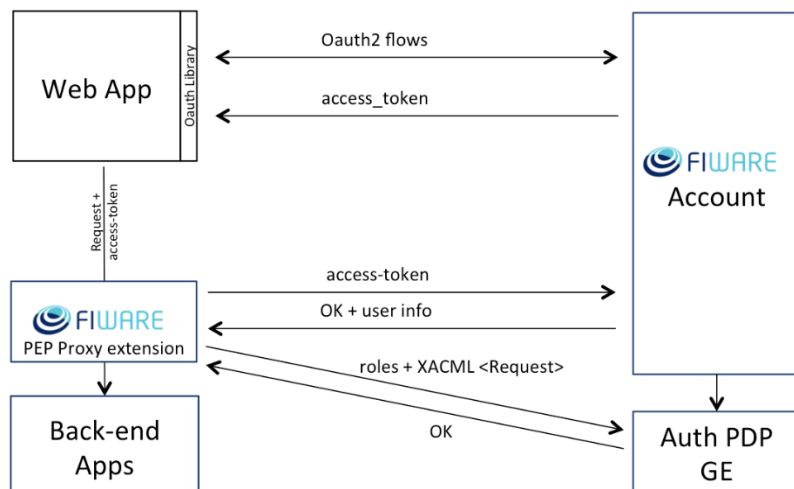 Oauth2 flows
Web App
Oauth Library
access_token
FIWARE
Account
Request +
access-token
access-token
FIWARE
OK + user info
PEP Proxy extension
roles + XACML <Request>
OK
Back-end
Apps
Auth PDP
GE